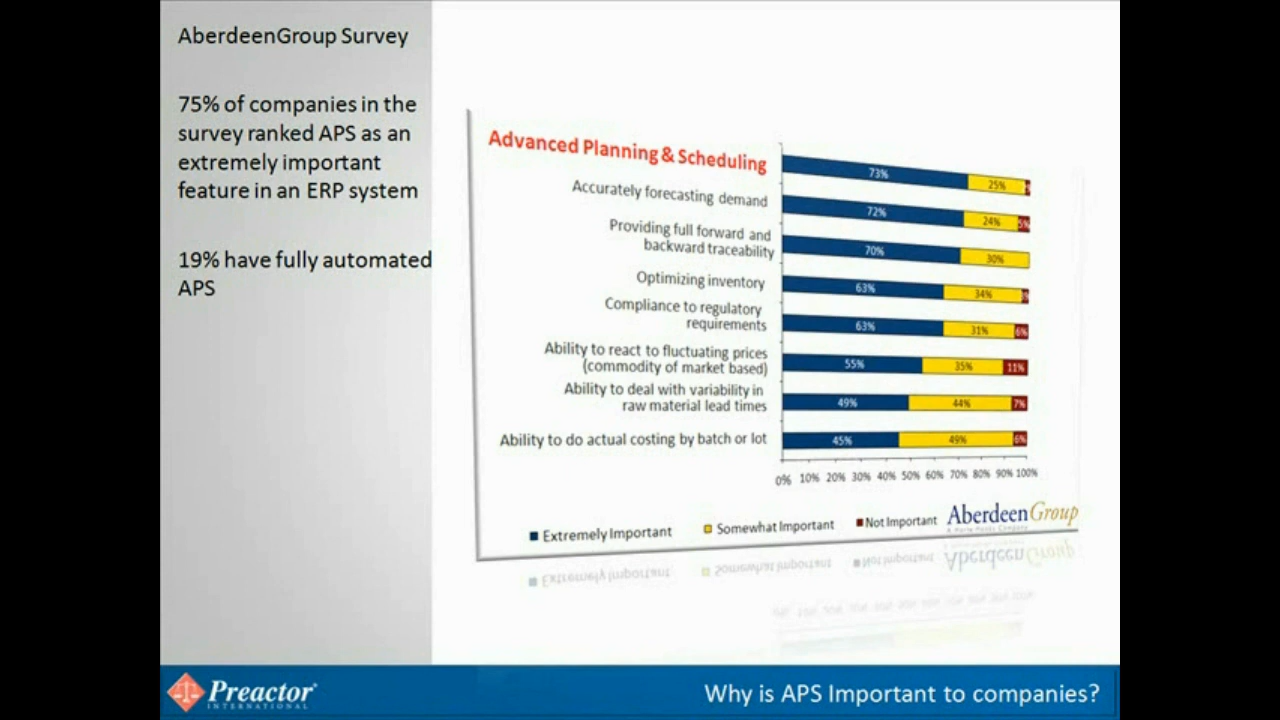 AberdeenGroup Survey
75% of companies in the
survey ranked APS as an
extremely important
feature in an ERP system
19% have fully automated
APS
Advanced Planning & Scheduling
73% 25%
Accurately forecasting demand
72% 24% 5%
Providing full forward and
backward traceability
70% 30%
Optimizing inventory
63% 34%
Compliance to regulatory
requirements
63% 31% 6%
Ability to react to fluctuating prices
(commodity of market based)
55% 35% 11%
Ability to deal with variability in
raw material lead times
49% 44% 7%
Ability to do actual costing by batch or lot
45% 49% 6%
0% 10% 20% 30% 40% 50% 60% 70% 80% 90% 100%
Extremely Important Somewhat Important Not Important
AberdeenGroup
Preactor
INTERNATIONAL
Why is APS Important to companies?